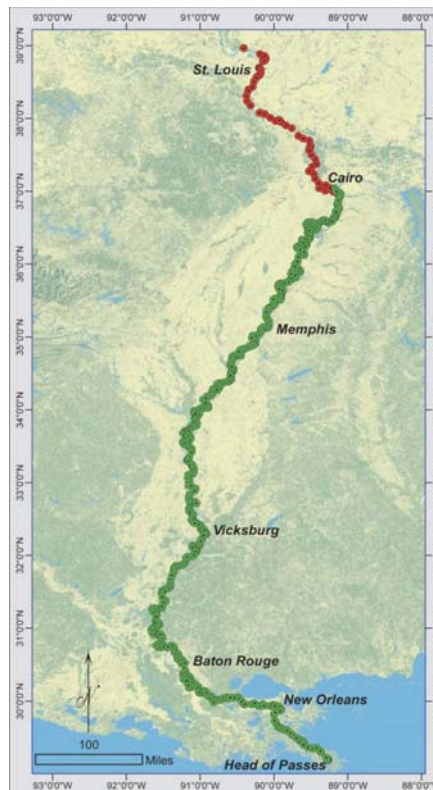 93°0'0"W 92°0'0"W 91°0'0"W 90°0'0"W 89°0'0"W 88°0'0"W
39°0'0"N
St. Louis
38°0'0"N
Cairo
37°0'0"N
36°0'0"N
Memphis
35°0'0"N
34°0'0"N
33°0'0"N
Vicksburg
32°0'0"N
31°0'0"N
Baton Rouge
New Orleans
30°0'0"N
N
100
Miles
Head of Passes
93°0'0"W 92°0'0"W 91°0'0"W 90°0'0"W 89°0'0"W 88°0'0"W